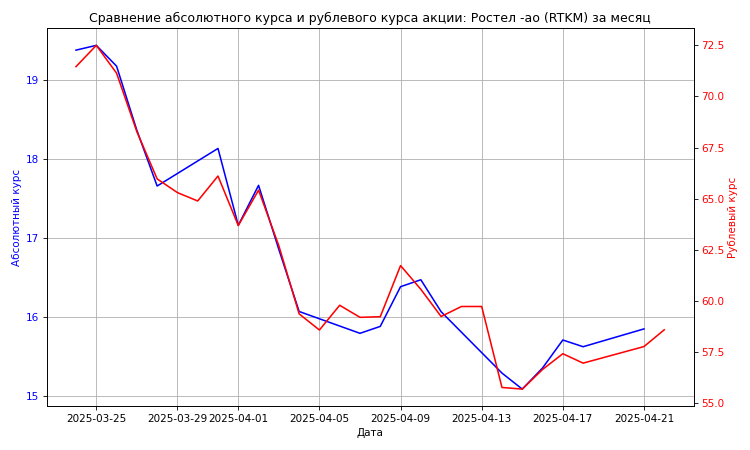 Сравнение абсолютного курса и рублевого курса акции: Ростел -ао (RTKM) за месяц
19
18
17
16
15
Абсолютный курс
72.5
70.0
67.5
65.0
62.5
60.0
57.5
55.0
Рублевый курс
2025-03-25 2025-03-29 2025-04-01 2025-04-05 2025-04-09 2025-04-13 2025-04-17 2025-04-21
Дата